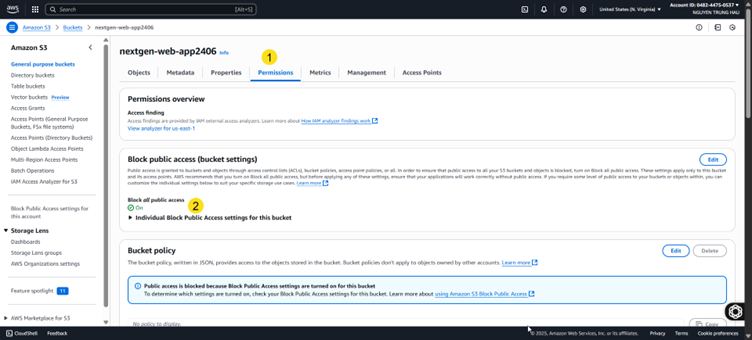 aws
Search
[Alt+S]
United States (N. Virginia)
Account ID: 0482-4475-0537
NGUYEN TRUNG HAU
Amazon S3 > Buckets > nextgen-web-app2406
Amazon S3
General purpose buckets
Directory buckets
Table buckets
Vector buckets Preview
Access Grants
Access Points (General Purpose
Buckets, FSx file systems)
Access Points (Directory Buckets)
Object Lambda Access Points
Multi-Region Access Points
Batch Operations
IAM Access Analyzer for S3
Block Public Access settings for
this account
Storage Lens
Dashboards
Storage Lens groups
AWS Organizations settings
Feature spotlight 11
AWS Marketplace for S3
nextgen-web-app2406 Info
1
Objects
Metadata
Properties
Permissions
Metrics
Management
Access Points
Permissions overview
Access finding
Access findings are provided by IAM external access analyzers. Learn more about How IAM analyzer findings work
View analyzer for us-east-1
Block public access (bucket settings)
Edit
Public access is granted to buckets and objects through access control lists (ACLs), bucket policies, access point policies, or all. In order to ensure that public access to all your S3 buckets and objects is blocked, turn on Block all public access. These settings apply only to this bucket
and its access points. AWS recommends that you turn on Block all public access, but before applying any of these settings, ensure that your applications will work correctly without public access. If you require some level of public access to your buckets or objects within, you can
customize the individual settings below to suit your specific storage use cases. Learn more
Block all public access
On
2
Individual Block Public Access settings for this bucket
Bucket policy
Edit
Delete
The bucket policy, written in JSON, provides access to the objects stored in the bucket. Bucket policies don't apply to objects owned by other accounts. Learn more
Public access is blocked because Block Public Access settings are turned on for this bucket
To determine which settings are turned on, check your Block Public Access settings for this bucket. Learn more about using Amazon S3 Block Public Access
No policy to display.
Copy
CloudShell
Feedback
© 2025, Amazon Web Services, Inc. or its affiliates.
Privacy
Terms
Cookie preferences